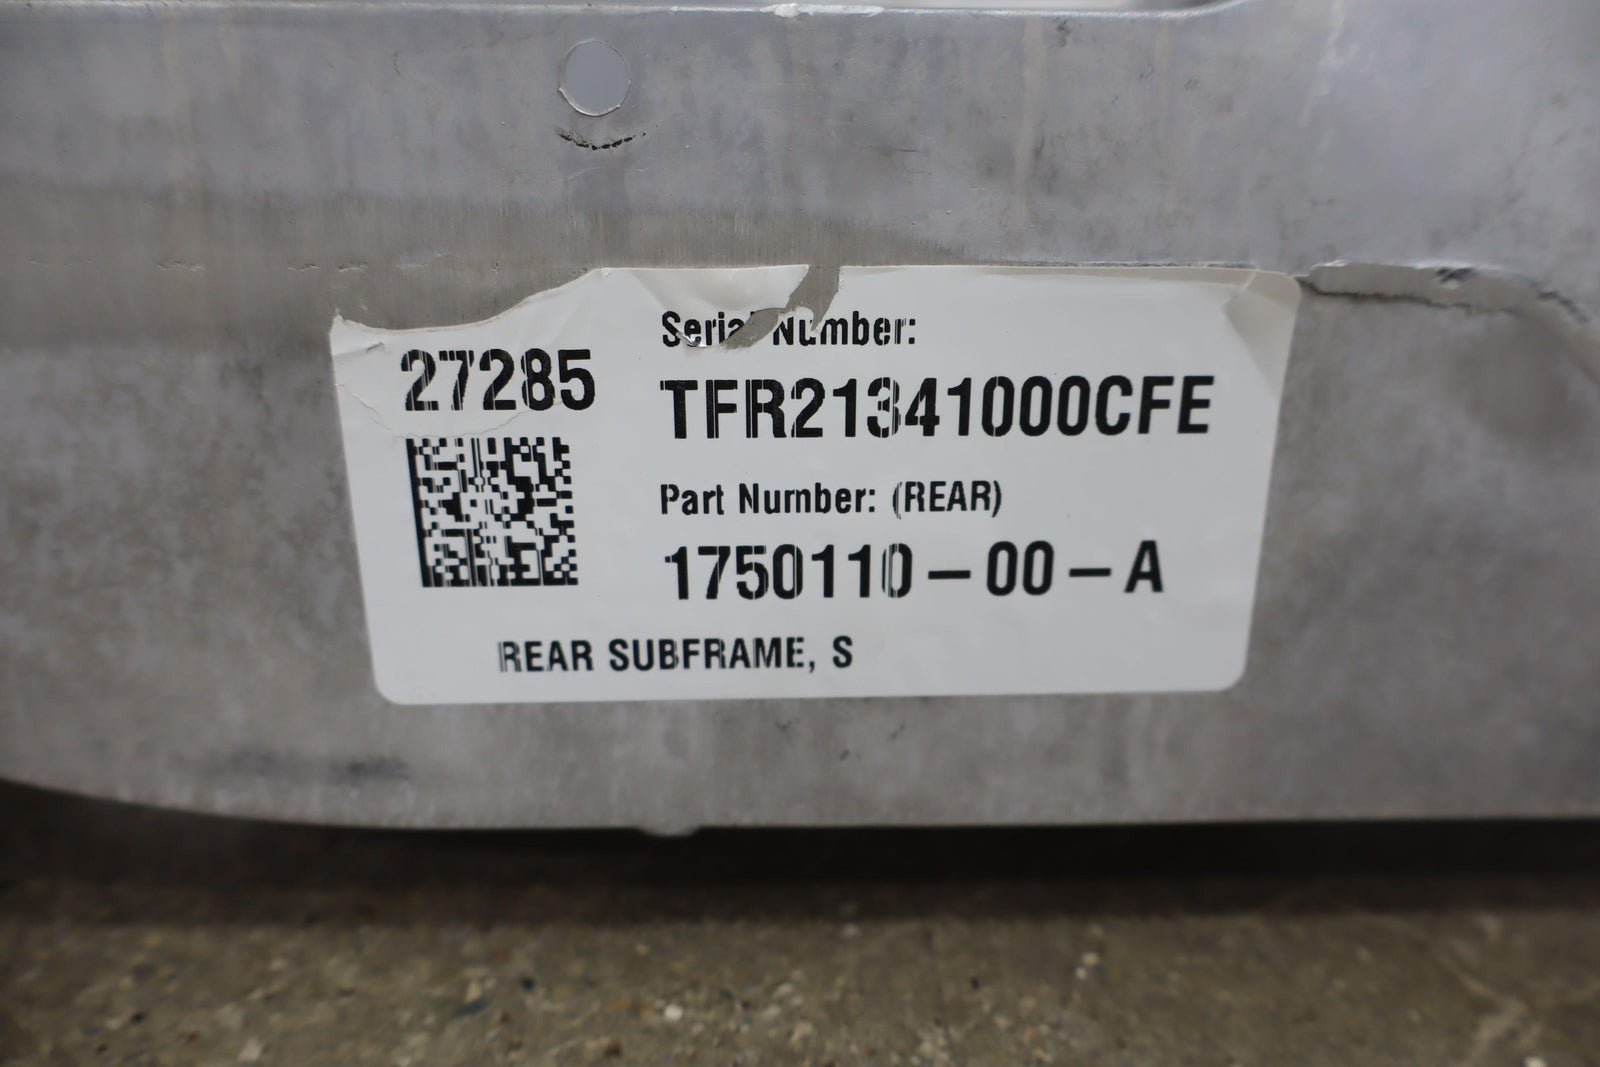 27285
Serial Number:
TFR21341000CFE
Part Number: (REAR)
1750110-00-A
REAR SUBFRAME, S